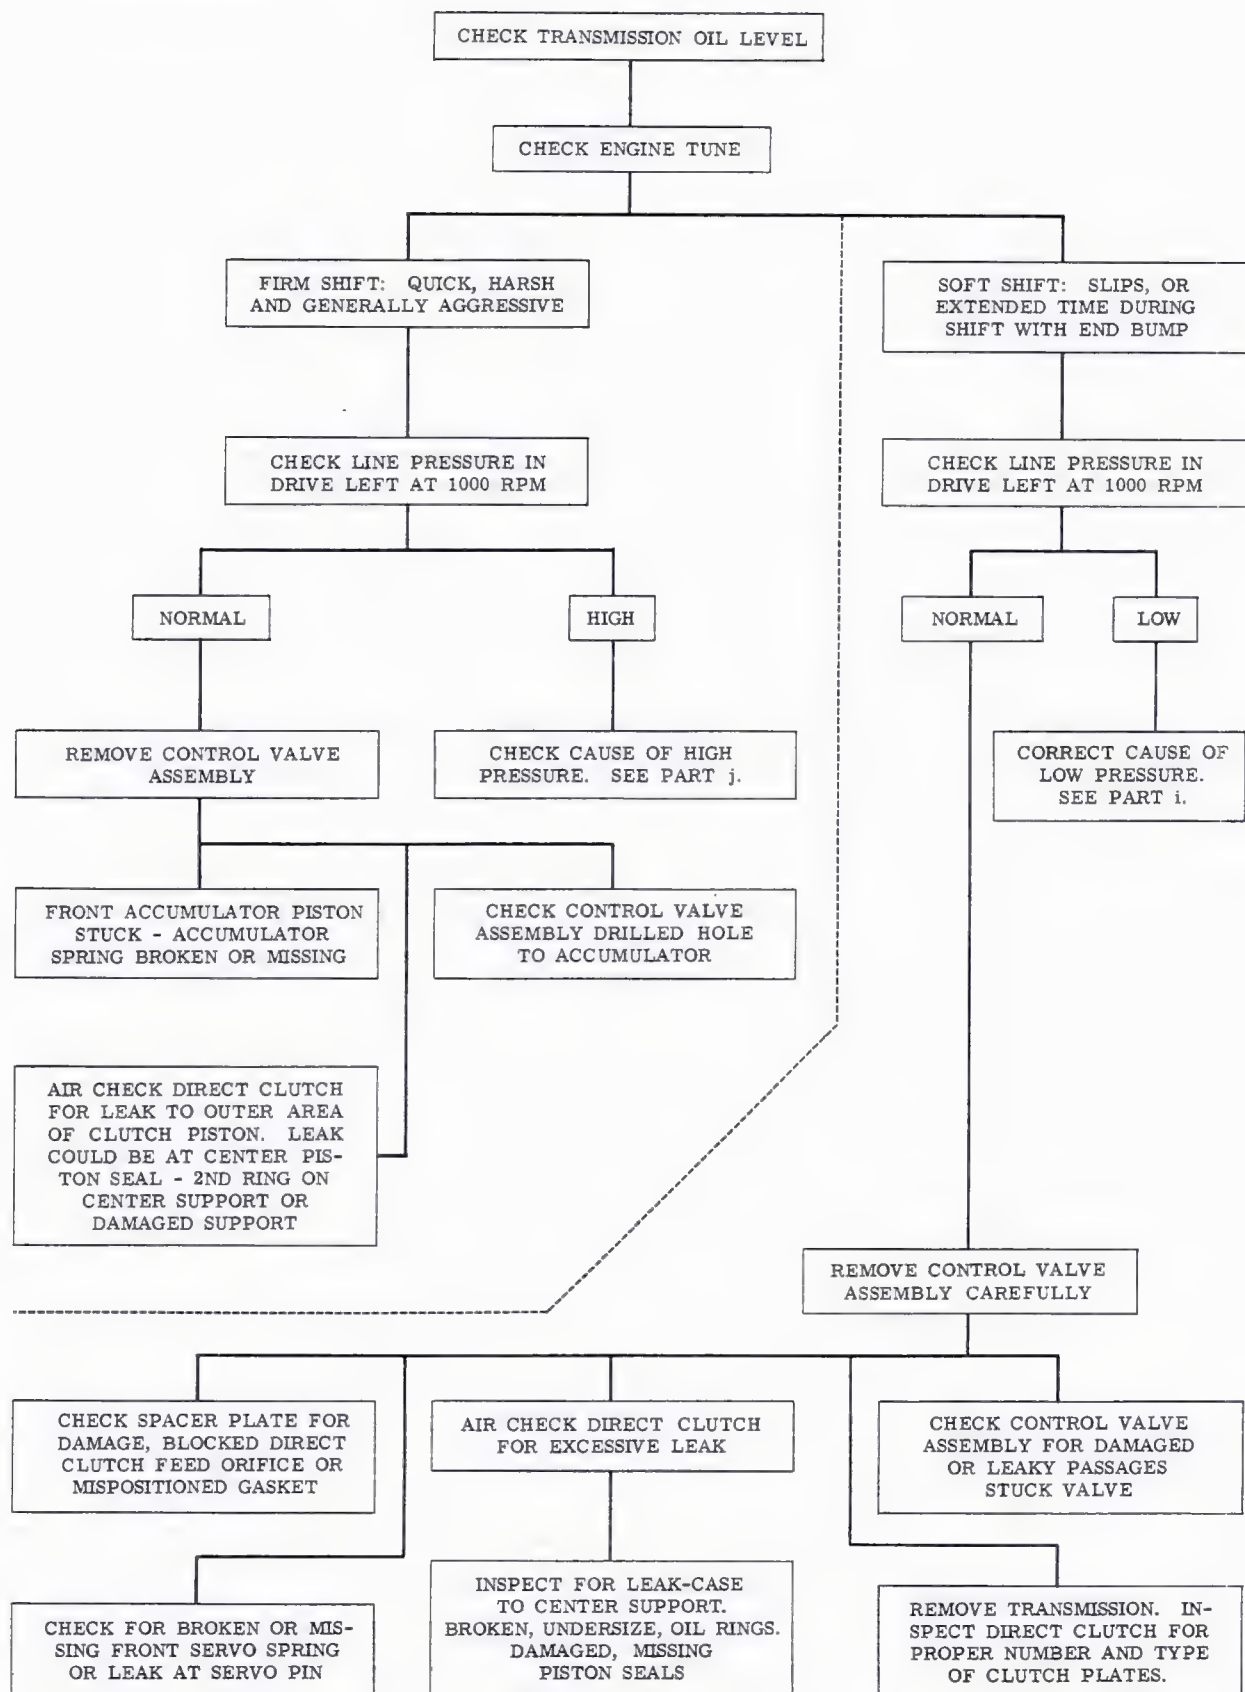 CHECK TRANSMISSION OIL LEVEL
CHECK ENGINE TUNE
FIRM SHIFT: QUICK, HARSH
AND GENERALLY AGGRESSIVE
SOFT SHIFT: SLIPS, OR
EXTENDED TIME DURING
SHIFT WITH END BUMP
CHECK LINE PRESSURE IN
DRIVE LEFT AT 1000 RPM
CHECK LINE PRESSURE IN
DRIVE LEFT AT 1000 RPM
NORMAL
HIGH
NORMAL
LOW
REMOVE CONTROL VALVE
ASSEMBLY
CHECK CAUSE OF HIGH
PRESSURE. SEE PART j.
CORRECT CAUSE OF
LOW PRESSURE.
SEE PART i.
FRONT ACCUMULATOR PISTON
STUCK - ACCUMULATOR
SPRING BROKEN OR MISSING
CHECK CONTROL VALVE
ASSEMBLY DRILLED HOLE
TO ACCUMULATOR
AIR CHECK DIRECT CLUTCH
FOR LEAK TO OUTER AREA
OF CLUTCH PISTON. LEAK
COULD BE AT CENTER PIS-
TON SEAL - 2ND RING ON
CENTER SUPPORT OR
DAMAGED SUPPORT
REMOVE CONTROL VALVE
ASSEMBLY CAREFULLY
CHECK SPACER PLATE FOR
DAMAGE, BLOCKED DIRECT
CLUTCH FEED ORIFICE OR
MISPOSITIONED GASKET
AIR CHECK DIRECT CLUTCH
FOR EXCESSIVE LEAK
CHECK CONTROL VALVE
ASSEMBLY FOR DAMAGED
OR LEAKY PASSAGES
STUCK VALVE
CHECK FOR BROKEN OR MIS-
SING FRONT SERVO SPRING
OR LEAK AT SERVO PIN
INSPECT FOR LEAK-CASE
TO CENTER SUPPORT.
BROKEN, UNDERSIZE, OIL RINGS.
DAMAGED, MISSING
PISTON SEALS
REMOVE TRANSMISSION. IN-
SPECT DIRECT CLUTCH FOR
PROPER NUMBER AND TYPE
OF CLUTCH PLATES.